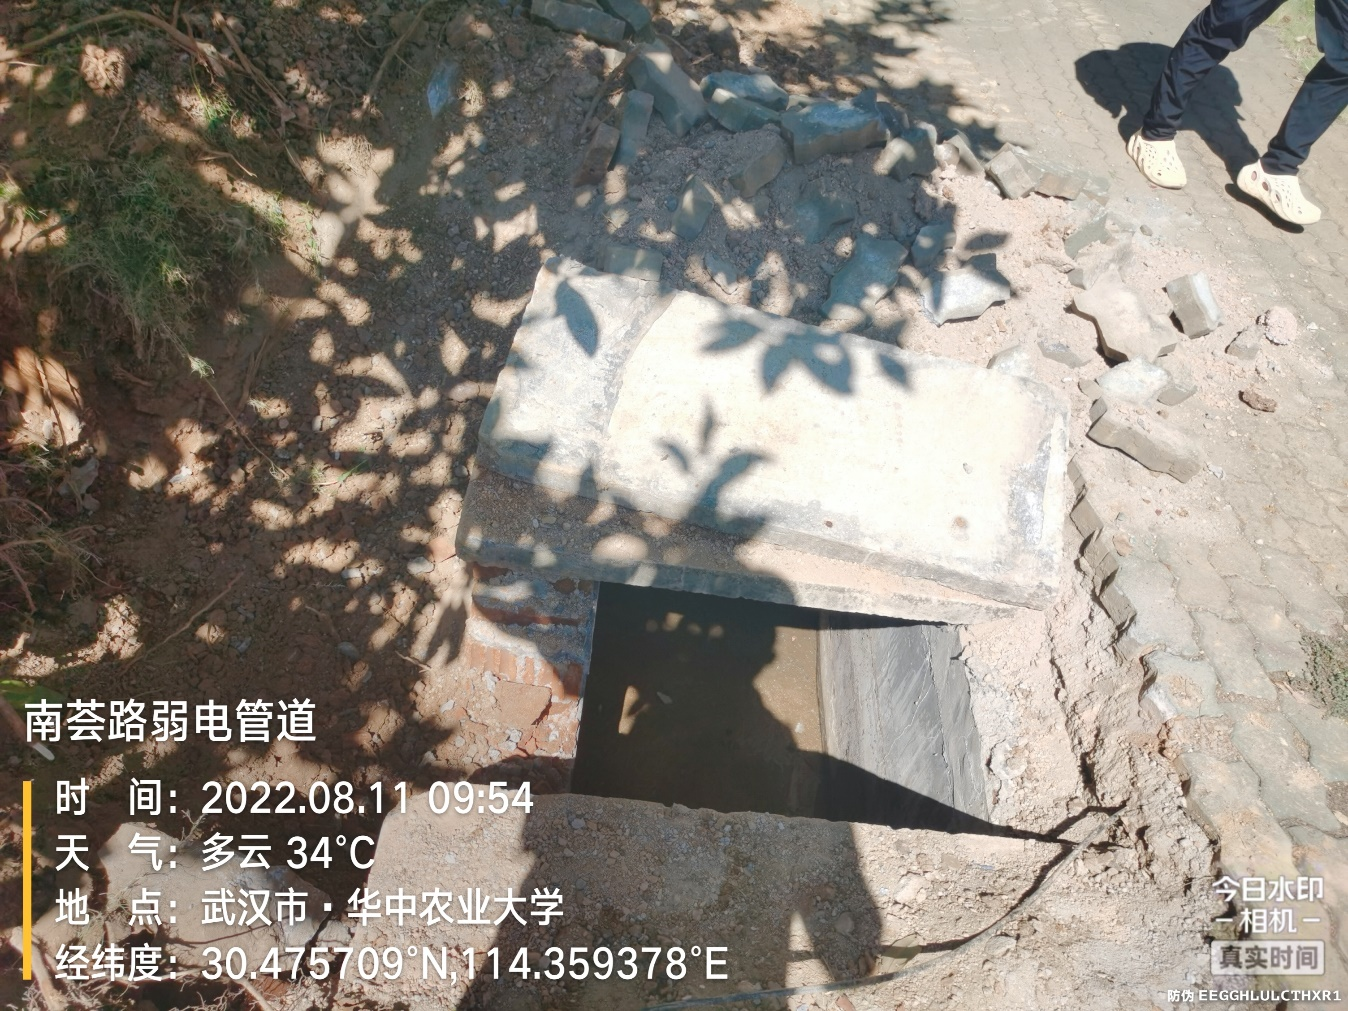 南荟路弱电管道
时 间：2022.08.11 09:54
天 气：多云 34°C
地 点：武汉市·华中农业大学
经纬度：30.475709°N,114.359378°E
今日水印
相机
真实时间
防伪 EEGGHLULCTHXR1